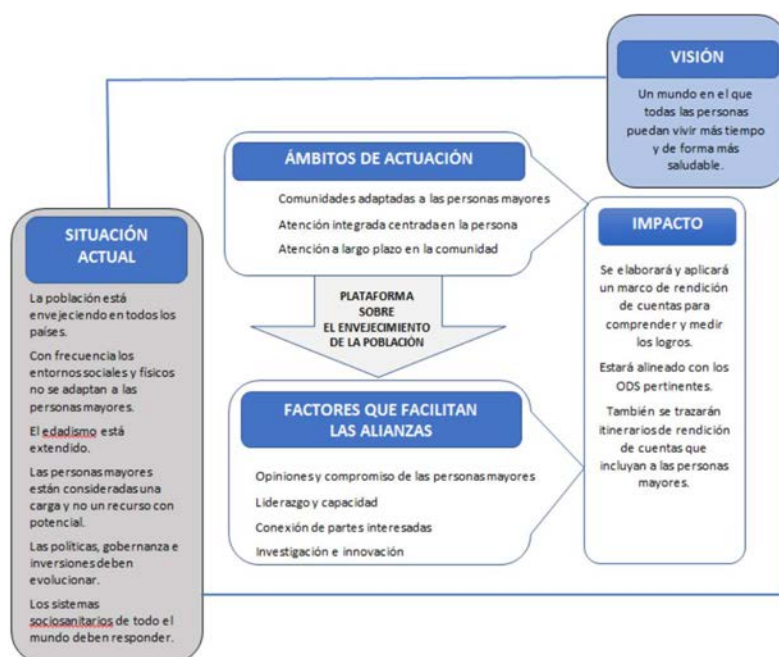 VISIÓN
Un mundo en el que
todas las personas
puedan vivir más tiempo
y de forma más
saludable.
ÁMBITOS DE ACTUACIÓN
Comunidades adaptadas a las personas mayores
Atención integrada centrada en la persona
Atención a largo plazo en la comunidad
SITUACIÓN
ACTUAL
La población está
envejeciendo en todos los
países.
Con frecuencia los
entornos sociales y físicos
no se adaptan a las
personas mayores.
El edadismo está
extendido.
Las personas mayores
están consideradas una
carga y no un recurso con
potencial.
Las políticas, gobernanza e
inversiones deben
evolucionar.
Los sistemas
sociosanitarios de todo el
mundo deben responder.
PLATAFORMA
SOBRE
EL ENVEJECIMIENTO
DE LA POBLACIÓN
FACTORES QUE FACILITAN
LAS ALIANZAS
Opiniones y compromiso de las personas mayores
Liderazgo y capacidad
Conexión de partes interesadas
Investigación e innovación
IMPACTO
Se elaborará y aplicará
un marco de rendición
de cuentas para
comprender y medir
los logros.
Estará alineado con los
ODS pertinentes.
También se trazarán
itinerarios de rendición
de cuentas que
incluyan a las personas
mayores.